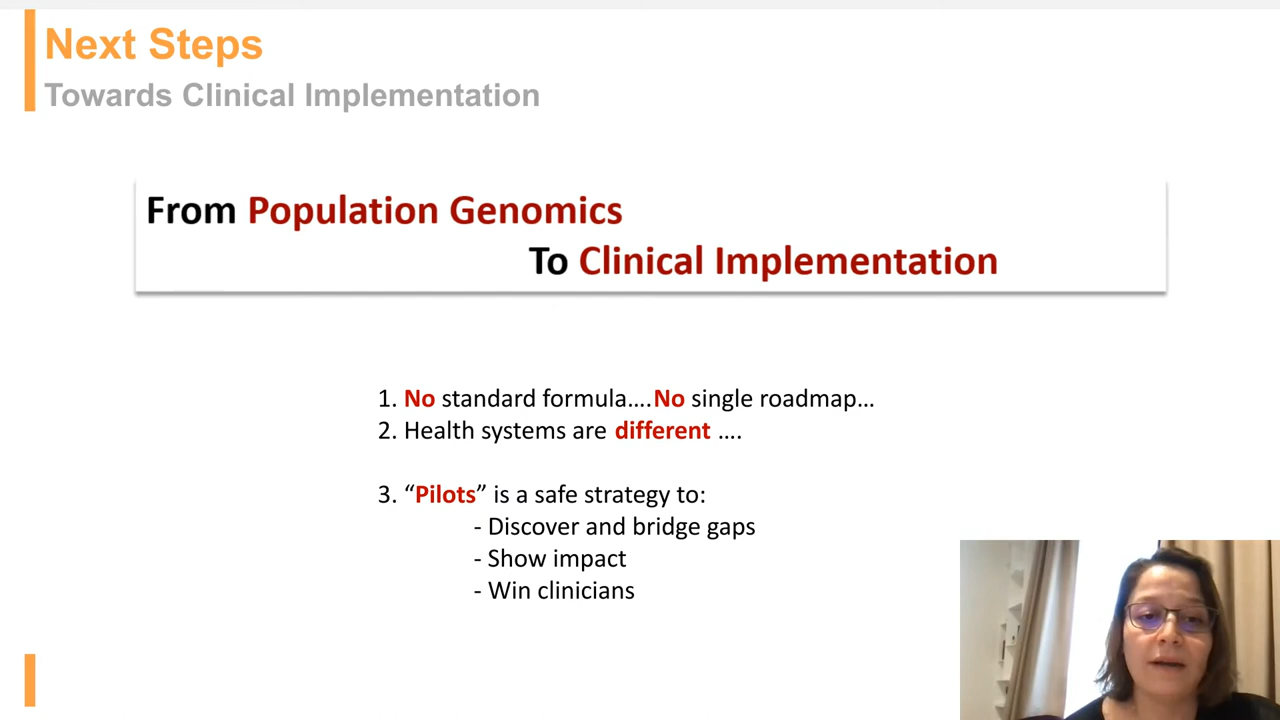 Next Steps
Towards Clinical Implementation
From Population Genomics
To Clinical Implementation
1. No standard formula….No single roadmap…
2. Health systems are different ….
3. “Pilots” is a safe strategy to:
- Discover and bridge gaps
- Show impact
- Win clinicians